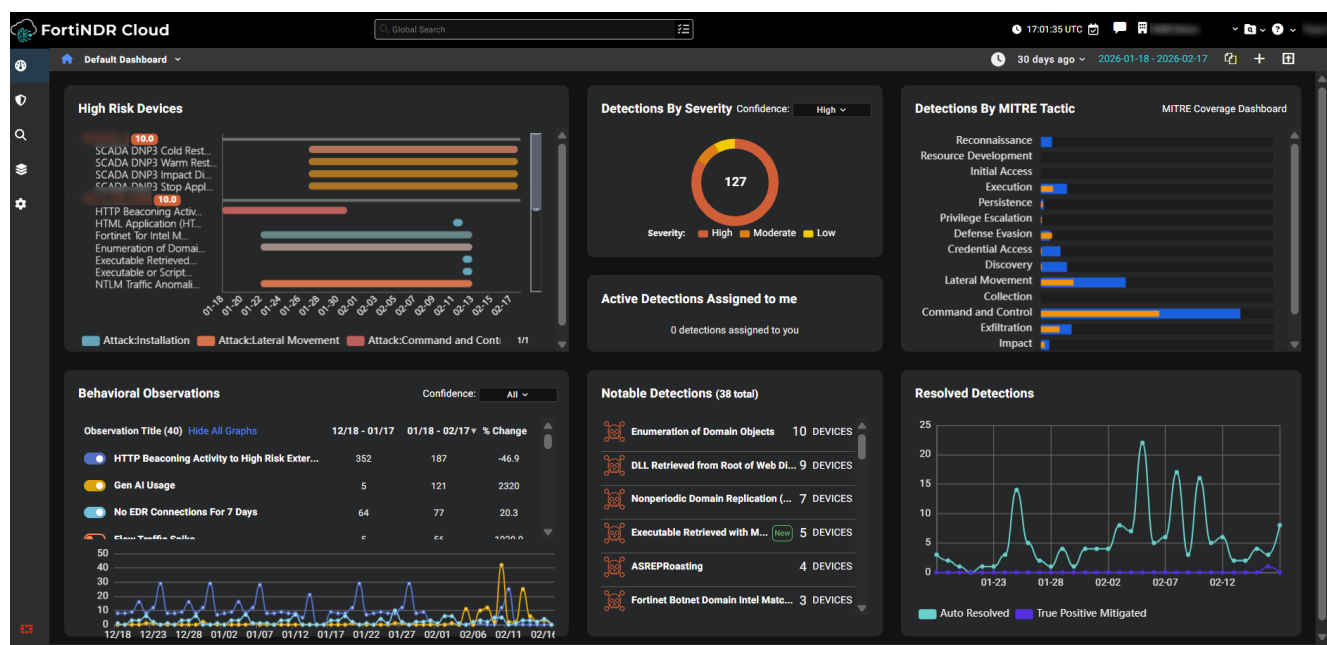 FortiNDR Cloud
Global Search
17:01:35 UTC
Default Dashboard
30 days ago
2026-01-18 - 2026-02-17
High Risk Devices
10.0
SCADA DNP3 Cold Rest...
SCADA DNP3 Warm Rest...
SCADA DNP3 Impact Di...
SCADA DNP3 Stop Appl...
10.0
HTTP Beaconing Activ...
HTML Application (HT...
Fortinet Tor Intel M...
Enumeration of Domai...
Executable Retrieved...
Executable or Script...
NTLM Traffic Anomali...
01-18 01-20 01-22 01-24 01-26 01-28 01-30 02-01 02-03 02-05 02-07 02-09 02-11 02-13 02-15 02-17
Attack:Installation Attack:Lateral Movement Attack:Command and Conti 1/1
Detections By Severity Confidence: High
127
Severity: High Moderate Low
Active Detections Assigned to me
0 detections assigned to you
Detections By MITRE Tactic MITRE Coverage Dashboard
Reconnaissance
Resource Development
Initial Access
Execution
Persistence
Privilege Escalation
Defense Evasion
Credential Access
Discovery
Lateral Movement
Collection
Command and Control
Exfiltration
Impact
Behavioral Observations Confidence: All
Observation Title (40) Hide All Graphs 12/18 - 01/17 01/18 - 02/17 % Change
HTTP Beaconing Activity to High Risk Exter... 352 187 -46.9
Gen AI Usage 5 121 2320
No EDR Connections For 7 Days 64 77 20.3
Flow Traffic Spike 5 56
50
40
30
20
10
0
12/18 12/23 12/28 01/02 01/07 01/12 01/17 01/22 01/27 02/01 02/06 02/11 02/16
Notable Detections (38 total)
Enumeration of Domain Objects 10 DEVICES
DLL Retrieved from Root of Web Di... 9 DEVICES
Nonperiodic Domain Replication (... 7 DEVICES
Executable Retrieved with M... New 5 DEVICES
ASREPRoasting 4 DEVICES
Fortinet Botnet Domain Intel Matc... 3 DEVICES
Resolved Detections
25
20
15
10
5
0
01-23 01-28 02-02 02-07 02-12
Auto Resolved True Positive Mitigated